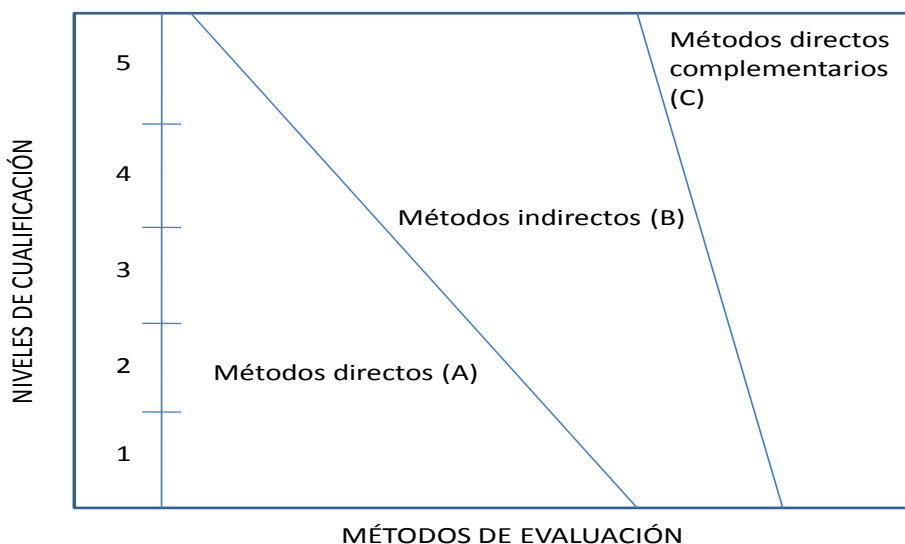 NIVELES DE CUALIFICACIÓN
5
4
3
2
1
Métodos directos
complementarios
(C)
Métodos indirectos (B)
Métodos directos (A)
MÉTODOS DE EVALUACIÓN